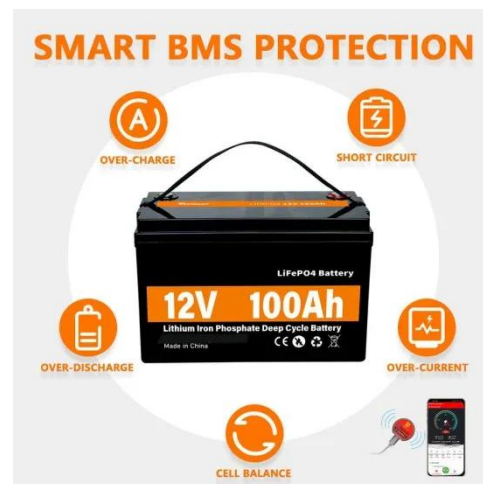 SMART BMS PROTECTION
OVER-CHARGE
SHORT CIRCUIT
LiFePO4 Battery
12V 100Ah
Lithium Iron Phosphate Deep Cycle Battery
Made in China
CE
OVER-DISCHARGE
OVER-CURRENT
CELL BALANCE